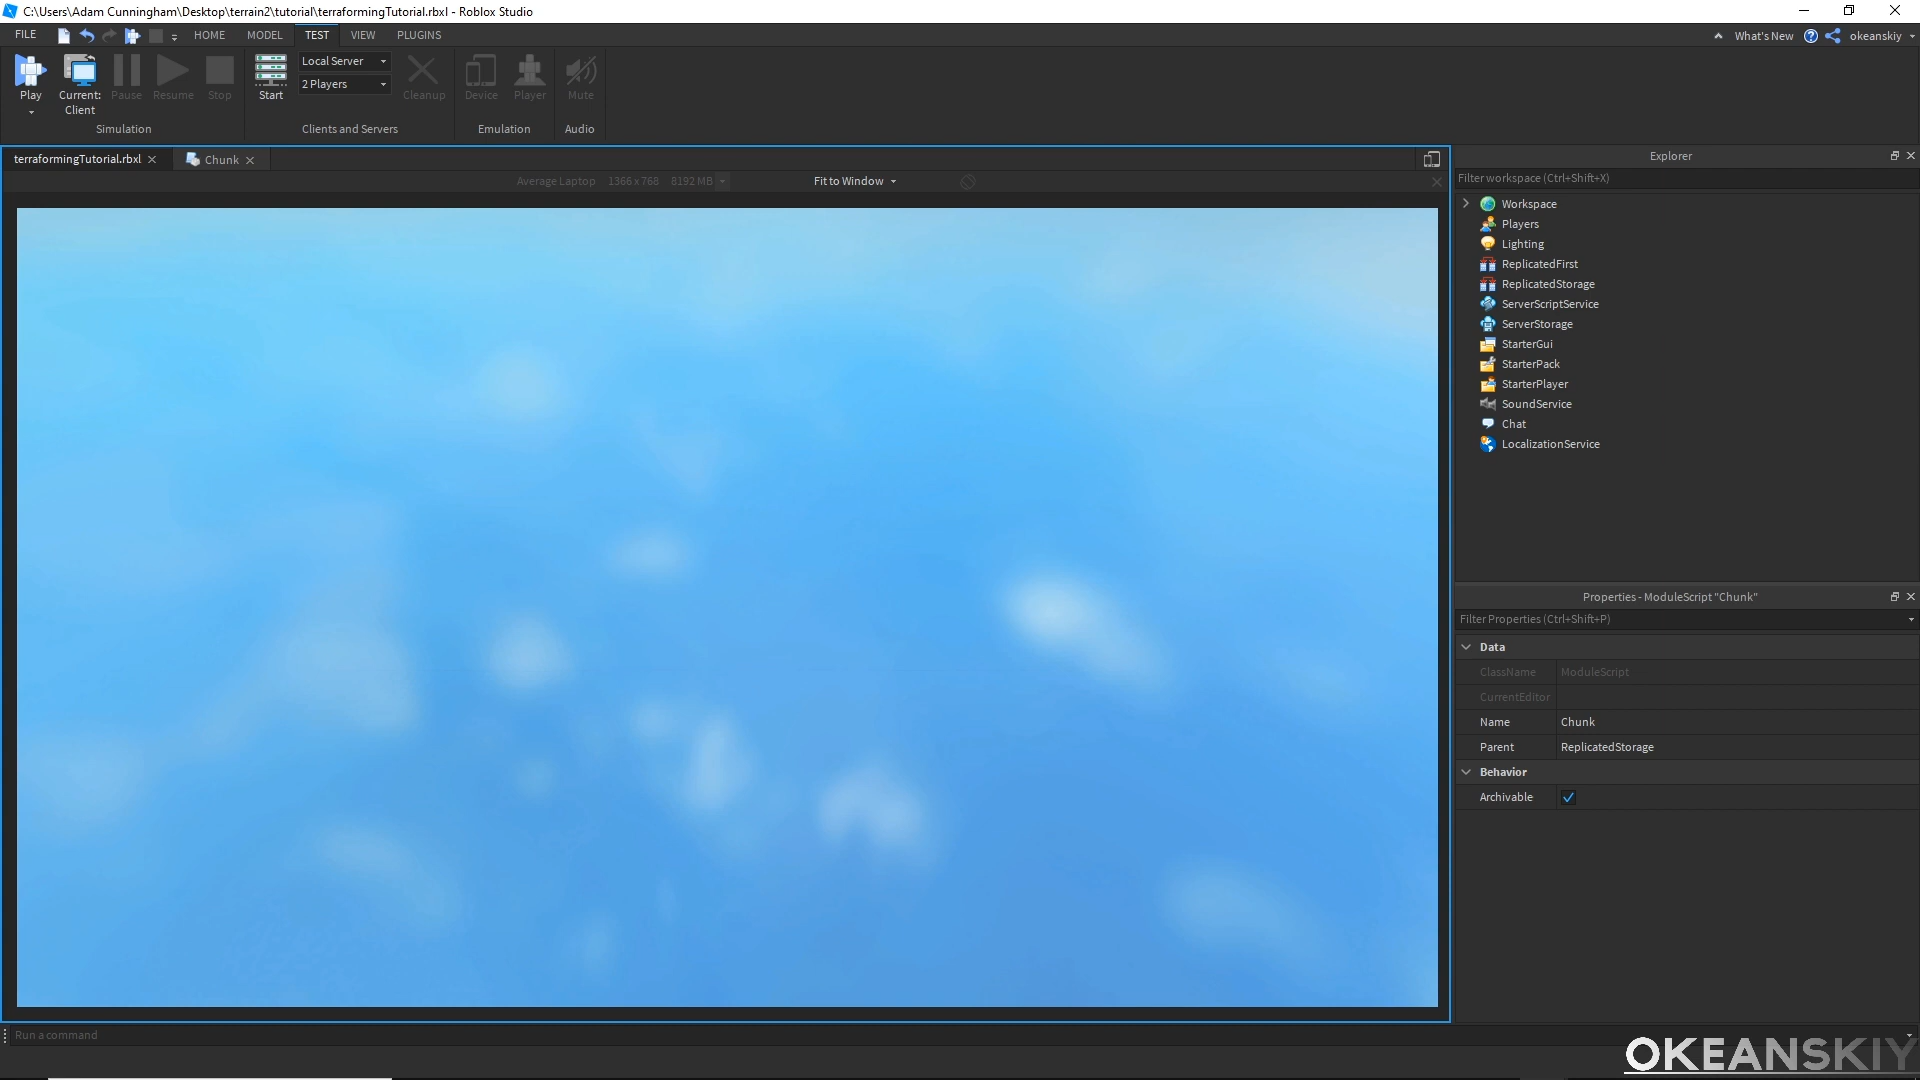 C:\Users\Adam Cunningham\Desktop\terrain2\tutorial\terraformingTutorial.rbxl - Roblox Studio
FILE HOME MODEL TEST VIEW PLUGINS What's New okeanskiy
Play Current: Client Pause Resume Stop
Simulation
Start Local Server 2 Players Cleanup
Clients and Servers
Device Player
Emulation
Mute
Audio
terraformingTutorial.rbxl Chunk
Average Laptop 1366 x 768 8192 MB Fit to Window
Explorer
Filter workspace (Ctrl+Shift+X)
Workspace
Players
Lighting
ReplicatedFirst
ReplicatedStorage
ServerScriptService
ServerStorage
StarterGui
StarterPack
StarterPlayer
SoundService
Chat
LocalizationService
Properties - ModuleScript "Chunk"
Filter Properties (Ctrl+Shift+P)
Data
ClassName ModuleScript
CurrentEditor
Name Chunk
Parent ReplicatedStorage
Behavior
Archivable
Run a command
OKEANSKIY